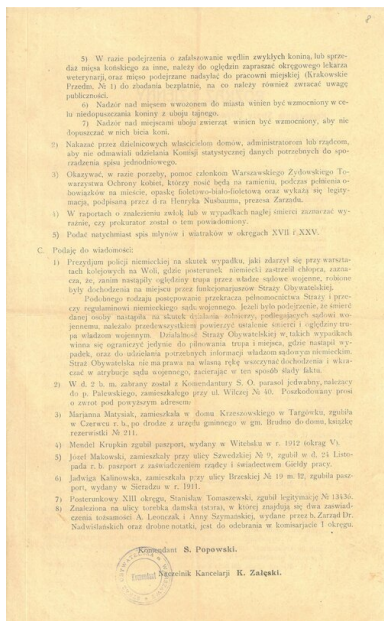 8
5) W razie podejrzenia o zafałszowanie wędlin zwykłych koniną, lub sprze-
daż mięsa końskiego za inne, należy do oględzin zapraszać okręgowego lekarza
weterynarji, oraz mięso podejrzane nadsyłać do pracowni miejskiej (Krakowskie
Przedm. № 1) do zbadania bezpłatnie, na co należy również zwracać uwagę
publiczności.
6) Nadzór nad mięsem wwożonem do miasta winien być wzmocniony w ce-
lu niedopuszczania koniny z uboju tajnego.
7) Nadzór nad miejscami uboju zwierząt winien być wzmocniony, aby nie
dopuszczać w nich bicia koni.
2) Nakazać przez dzielnicowych właścicielom domów, administratorom lub rządcom,
aby nie odmawiali udzielania Komisji statystycznej danych potrzebnych do spo-
rządzenia spisu jednodniowego.
3) Okazywać, w razie potrzeby, pomoc członkom Warszawskiego Żydowskiego To-
warzystwa Ochrony kobiet, którzy nosić będą na ramieniu, podczas pełnienia o-
bowiązków na mieście, opaskę fioletowo-biało-fioletową oraz wykażą się legity-
macją, podpisaną przez d-ra Henryka Nusbauma, prezesa Zarządu.
4) W raportach o znalezieniu zwłok lub w wypadkach nagłej śmierci zaznaczać wy-
raźnie, czy prokurator został o tem powiadomiony.
5) Podać natychmiast spis młynów i wiatraków w okręgach XVII i XXV.
C. Podaję do wiadomości:
1) Prezydjum policji niemieckiej na skutek wypadku, jaki zdarzył się przy warszta-
tach kolejowych na Woli, gdzie posterunek niemiecki zastrzelił chłopca, zazna-
cza, że, zanim nastąpiły oględziny trupa przez władze sądowe wojenne, robione
były dochodzenia na miejscu przez funkcjonarjuszów Straży Obywatelskiej.
Podobnego rodzaju postępowanie przekracza pełnomocnictwa Straży i prze-
czy regulaminowi niemieckiego sądu wojennego. Jeżeli było podejrzenie, że śmierć
danej osoby nastąpiła na skutek działania żołnierzy, podlegających sądowi wo-
jennemu, należało przedewszystkiem powierzyć ustalenie śmierci i oględziny tru-
pa władzom wojennym. Działalność Straży Obywatelskiej w takich wypadkach
winna się ograniczyć jedynie do pilnowania trupa i miejsca, gdzie nastąpił wy-
padek, oraz do udzielania potrzebnych informacji władzom sądowym niemieckim.
Straż Obywatelska nie ma prawa na własną rękę wszczynać dochodzenia i wkra-
czać w atrybucje sądu wojennego, zacierając w ten sposób ślady faktu.
2) W d. 2 b. m. zabrany został z Komendantury S. O. parasol jedwabny, należący
do p. Palewskiego, zamieszkałego przy ul. Wilczej № 40. Poszkodowany prosi
o zwrot pod powyższym adresem
3) Marjanna Matysiak, zamieszkała w domu Krzeszowskiego w Targówku, zgubiła
w Czerwcu r. b., po drodze z urzędu gminnego w gm. Brudno do domu, książkę
rezerwistki № 211.
4) Mendel Krupkin zgubił paszport, wydany w Witebsku w r. 1912 (okrąg V).
5) Józef Makowski, zamieszkały przy ulicy Szwedzkiej № 9, zgubił w d. 24 Listo-
pada r. b. paszport z zaświadczeniem rządcy i świadectwem Giełdy pracy.
6) Jadwiga Kalinowska, zamieszkała przy ulicy Brzeskiej № 19 m. 12, zgubiła pasz-
port, wydany w Sieradzu w r. 1911.
7) Posterunkowy XIII okręgu, Stanisław Tomaszewski, zgubił legitymację № 13436.
8) Znaleziona na ulicy torebka damska (stara), w której znajdują się dwa zaświad-
czenia tożsamości A. Leonczak i Anny Szymańskiej, wydane przez b. Zarząd Dr.
Nadwiślańskich oraz drobne notatki, jest do odebrania w komisarjacie I okręgu.
Komendant S. Popowski.
Naczelnik Kancelarji K. Załęski.